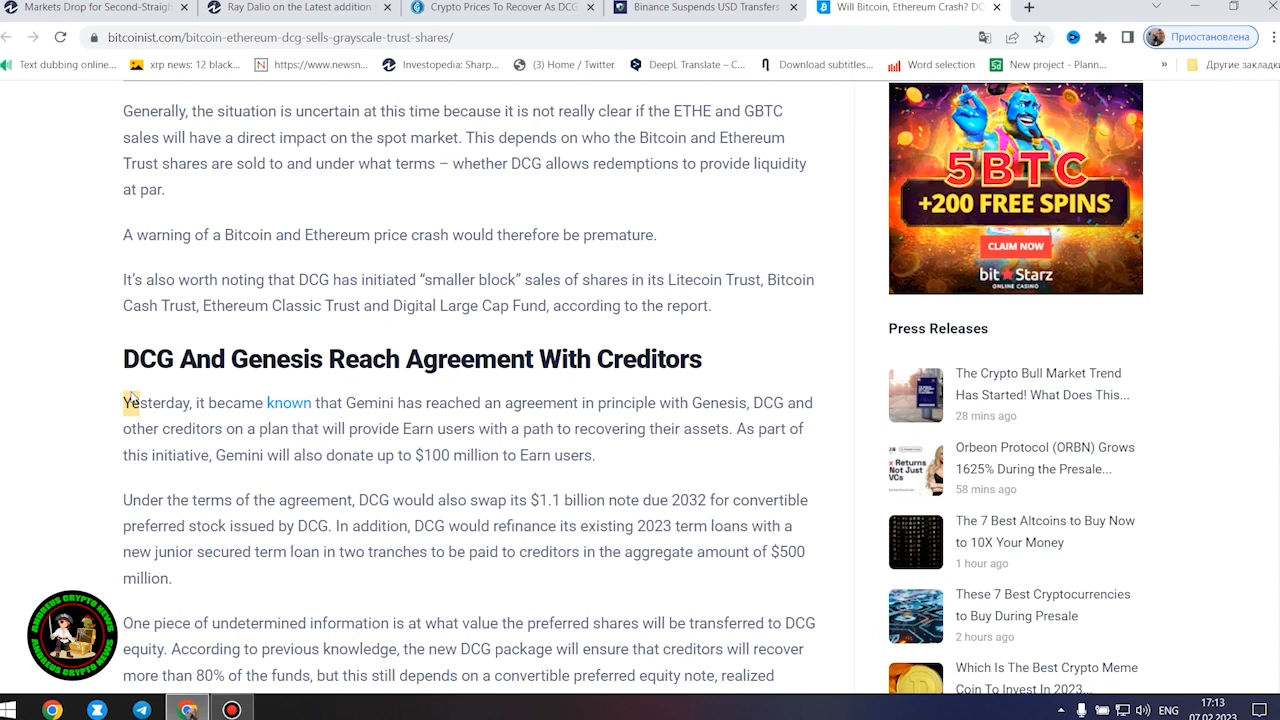 Markets Drop for Second-Straigh
Ray Dalio on the Latest addition
Crypto Prices To Recover As DCG
Binance Suspends USD Transfers
Will Bitcoin, Ethereum Crash? DC
bitcoinist.com/bitcoin-ethereum-dcg-sells-grayscale-trust-shares/
Приостановлена
Text dubbing online...
xrp news: 12 black...
https://www.newsn...
Investopedia: Sharp...
(3) Home / Twitter
DeepL Translate – C...
Download subtitles...
Word selection
New project - Plann...
»
Другие закладки
Generally, the situation is uncertain at this time because it is not really clear if the ETHE and GBTC
sales will have a direct impact on the spot market. This depends on who the Bitcoin and Ethereum
Trust shares are sold to and under what terms – whether DCG allows redemptions to provide liquidity
at par.
A warning of a Bitcoin and Ethereum price crash would therefore be premature.
It's also worth noting that DCG has initiated “smaller block” sales of shares in its Litecoin Trust, Bitcoin
Cash Trust, Ethereum Classic Trust and Digital Large Cap Fund, according to the report.
DCG And Genesis Reach Agreement With Creditors
Yesterday, it became known that Gemini has reached an agreement in principle with Genesis, DCG and
other creditors on a plan that will provide Earn users with a path to recovering their assets. As part of
this initiative, Gemini will also donate up to $100 million to Earn users.
Under the terms of the agreement, DCG would also swap its $1.1 billion note due 2032 for convertible
preferred stock issued by DCG. In addition, DCG would refinance its existing 2023 term loans with a
new junior secured term loan in two tranches to be paid to creditors in the aggregate amount of $500
million.
One piece of undetermined information is at what value the preferred shares will be transferred to DCG
equity. According to previous knowledge, the new DCG package will ensure that creditors will recover
more than 80% of the funds, but this still depends on a convertible preferred equity note, realized
5BTC
+200 FREE SPINS
CLAIM NOW
bitStarz
ONLINE CASINO
Press Releases
The Crypto Bull Market Trend
Has Started! What Does This...
28 mins ago
Returns
Not Just
VCs
Orbeon Protocol (ORBN) Grows
1625% During the Presale...
58 mins ago
The 7 Best Altcoins to Buy Now
to 10X Your Money
1 hour ago
These 7 Best Cryptocurrencies
to Buy During Presale
2 hours ago
Which Is The Best Crypto Meme
Coin To Invest In 2023...
ANDREUS CRYPTO NEWS
ANDREUS CRYPTO NEWS
ENG
17:13
07.02.2023